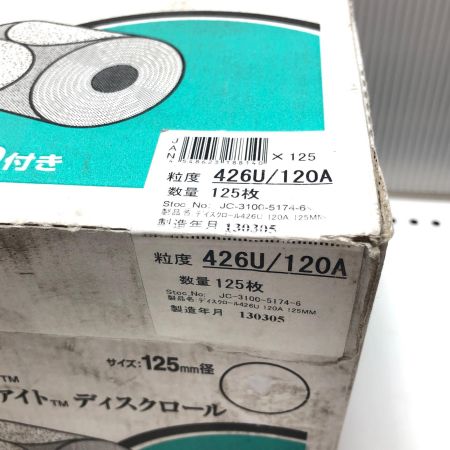 付き
JAN
4 548623 188140
X 125
粒度 426U/120A
数量 125枚
Stoc No: JC-3100-5174-6
製品名 ディスクロール426U 120A 125MM
製造年月 130305
粒度 426U/120A
数量 125枚
Stoc No: JC-3100-5174-6
製品名 ディスクロール426U 120A 125MM
製造年月 130305
サイズ:125mm径
TM
ァイト™ ディスクロール